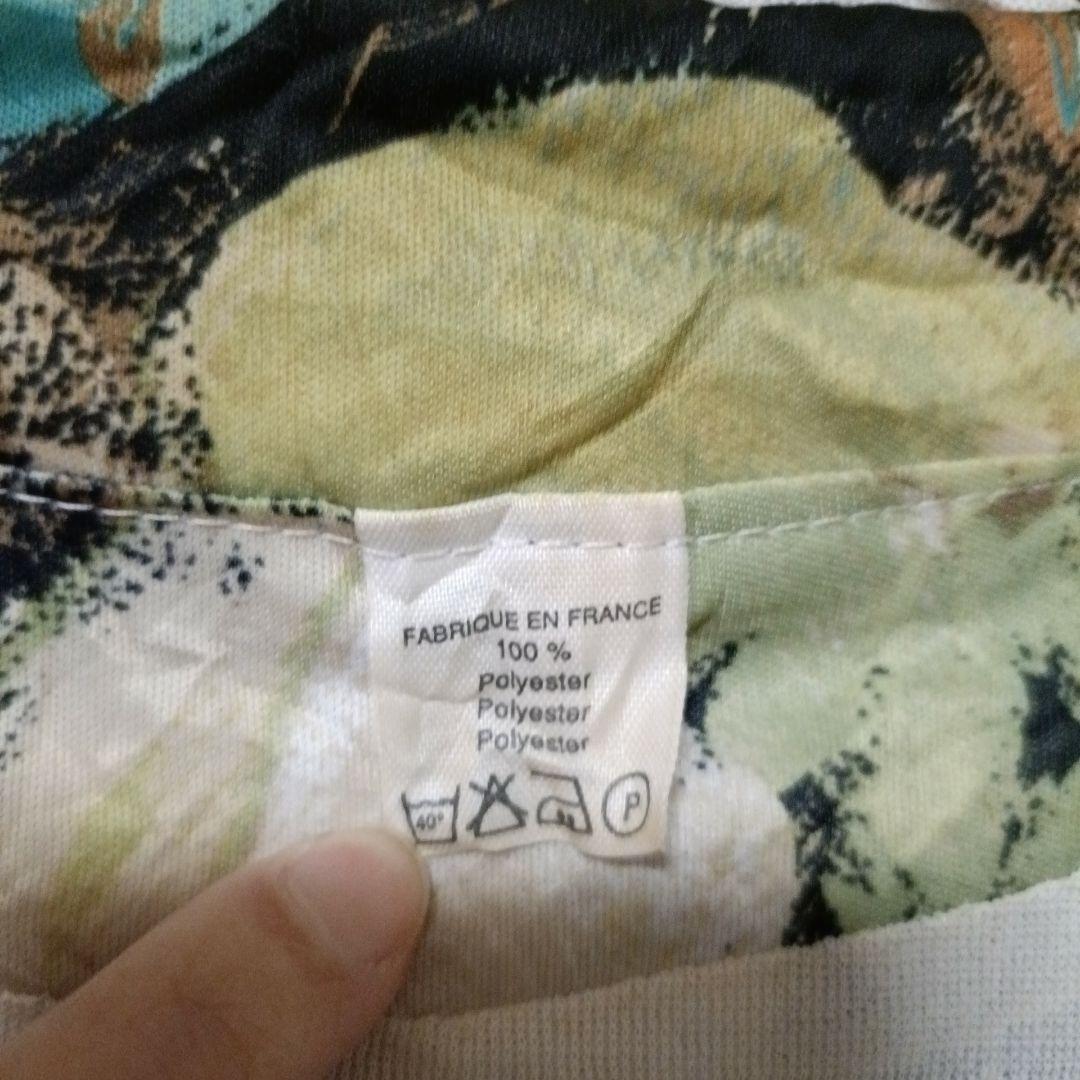 FABRIQUE EN FRANCE
100 %
Polyester
Polyester
Polyester
40° P